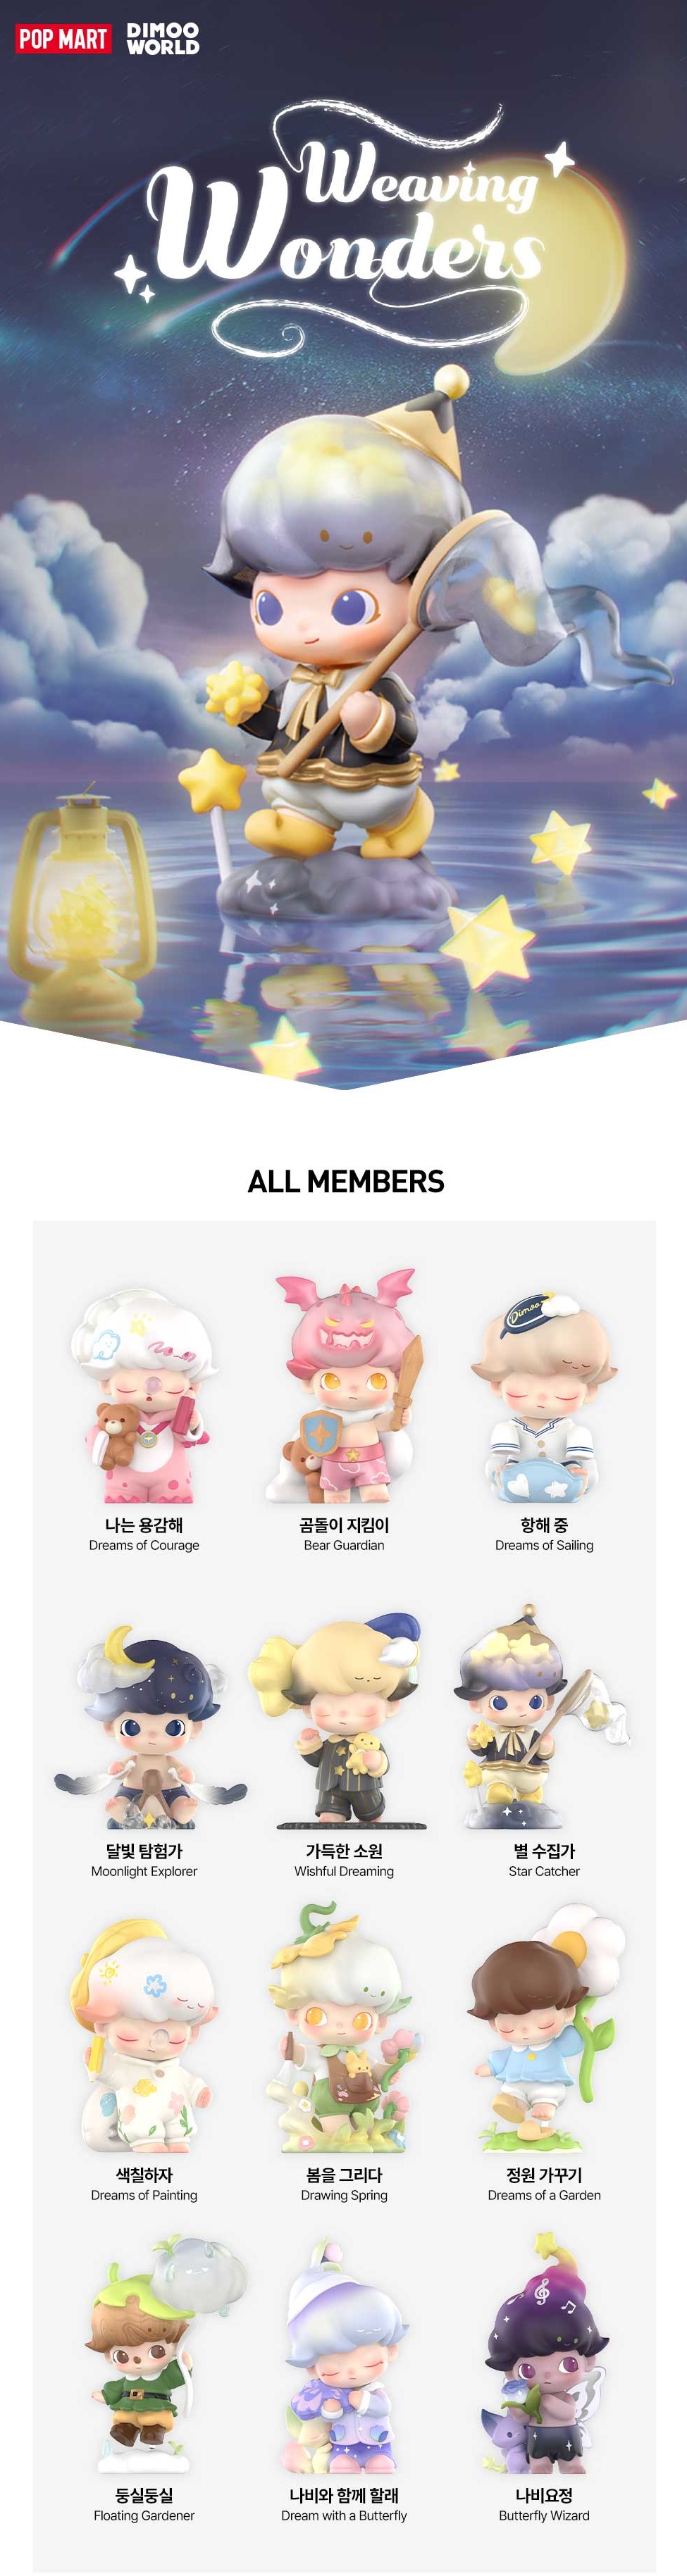 POP MART
DIMOO
WORLD
Weaving
Wonders
ALL MEMBERS
Dimoo
나는 용감해
Dreams of Courage
곰돌이 지킴이
Bear Guardian
항해 중
Dreams of Sailing
달빛 탐험가
Moonlight Explorer
가득한 소원
Wishful Dreaming
별 수집가
Star Catcher
색칠하자
Dreams of Painting
봄을 그리다
Drawing Spring
정원 가꾸기
Dreams of a Garden
둥실둥실
Floating Gardener
나비와 함께 할래
Dream with a Butterfly
나비요정
Butterfly Wizard